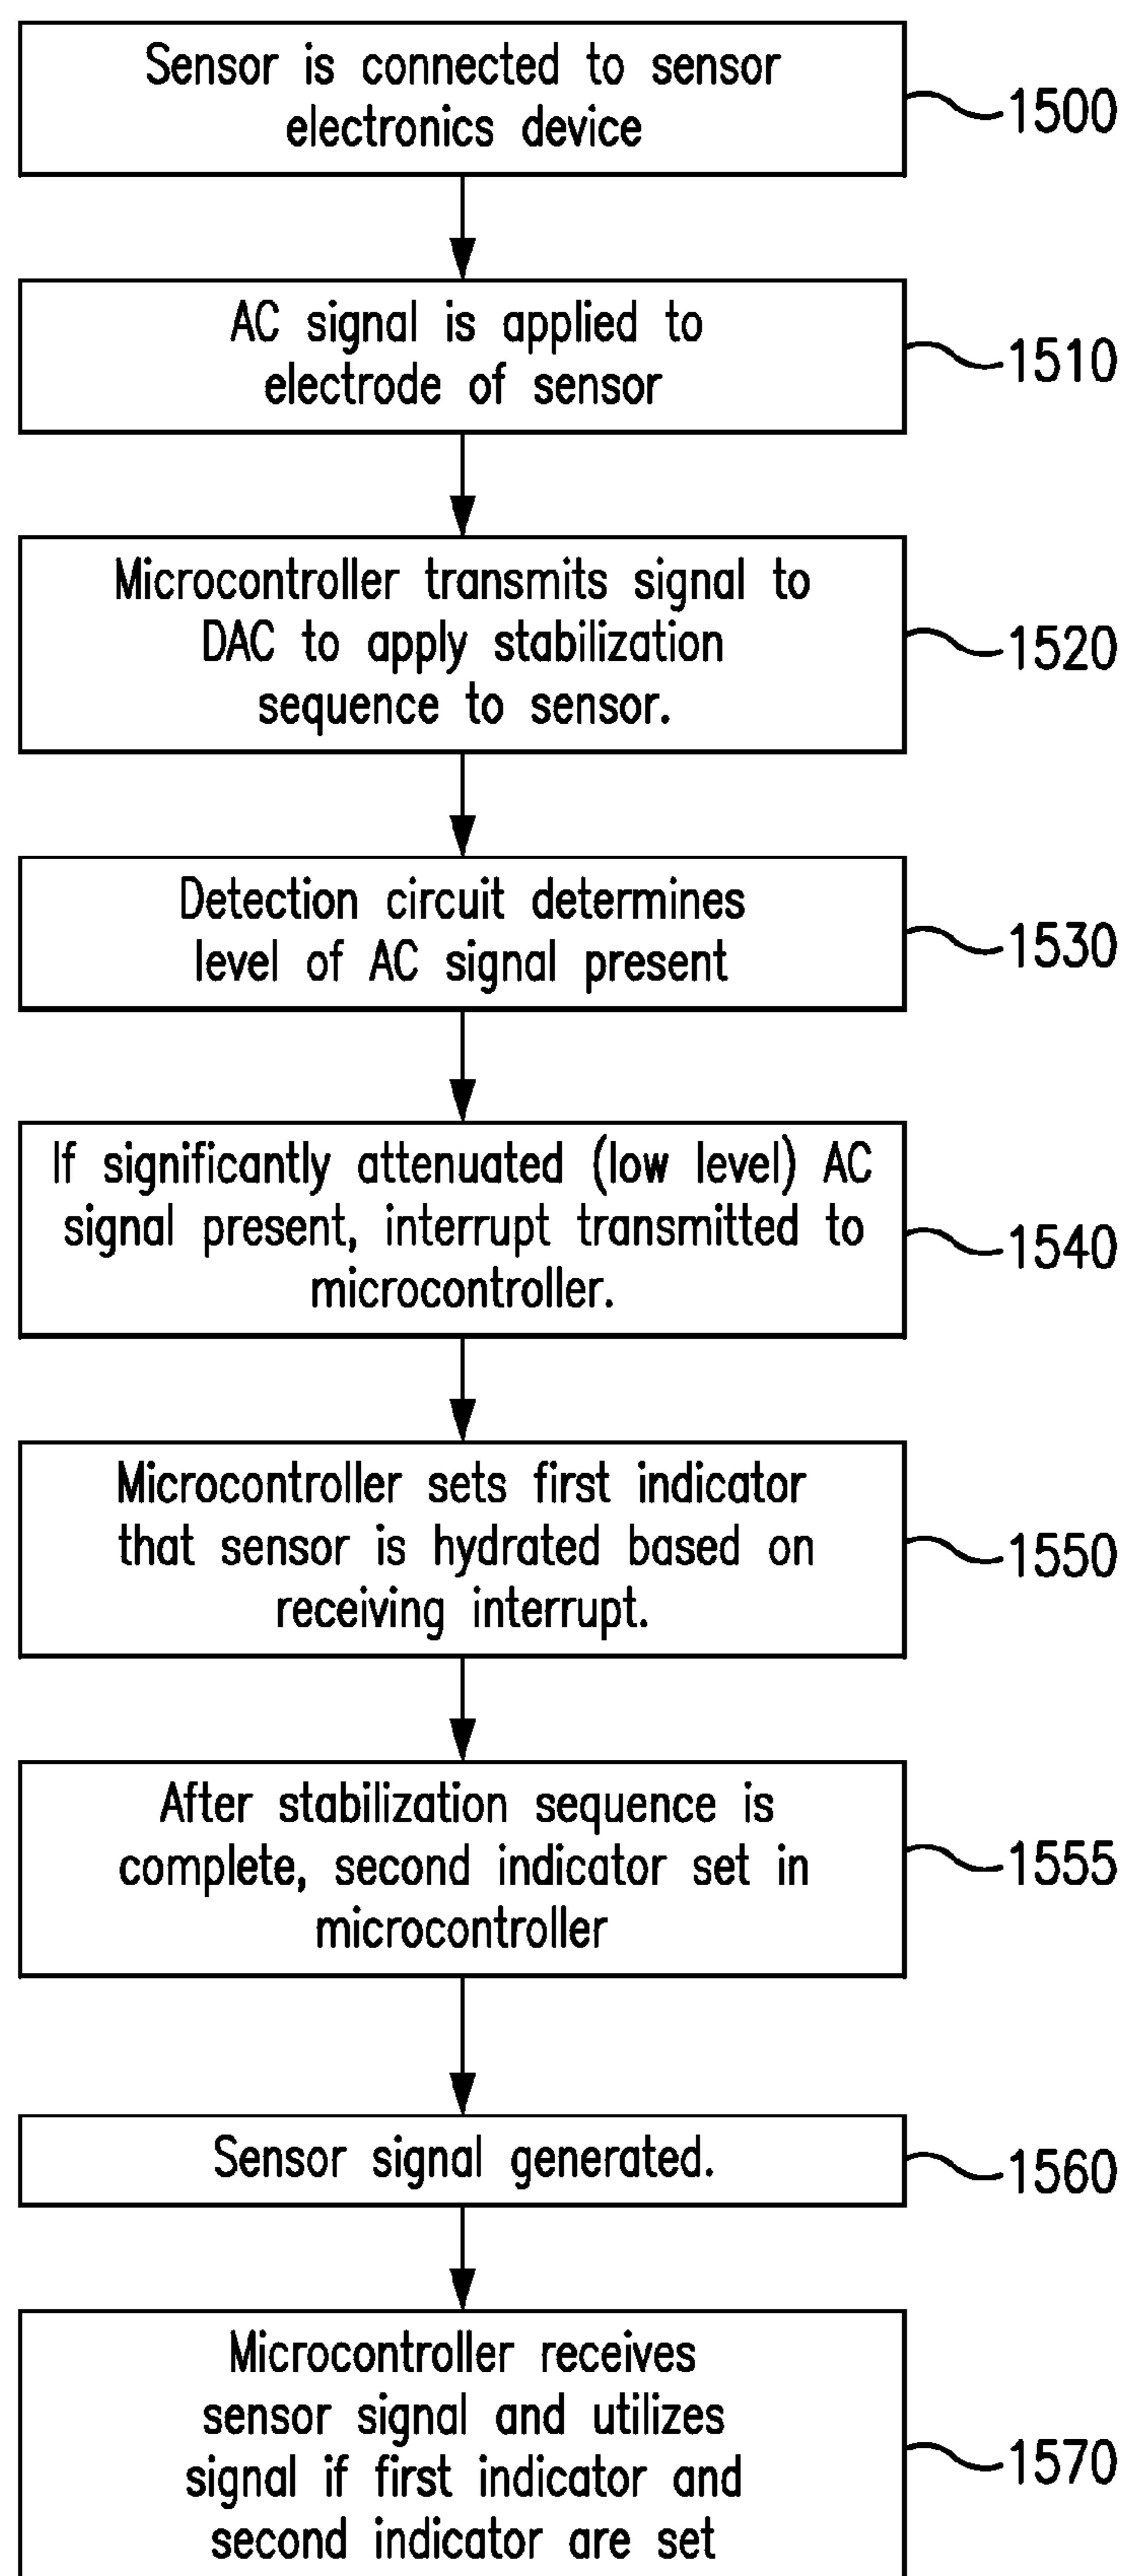 Sensor is connected to sensor
electronics device
1500
AC signal is applied to
electrode of sensor
1510
Microcontroller transmits signal to
DAC to apply stabilization
sequence to sensor.
1520
Detection circuit determines
level of AC signal present
1530
If significantly attenuated (low level) AC
signal present, interrupt transmitted to
microcontroller.
1540
Microcontroller sets first indicator
that sensor is hydrated based on
receiving interrupt.
1550
After stabilization sequence is
complete, second indicator set in
microcontroller
1555
Sensor signal generated.
1560
Microcontroller receives
sensor signal and utilizes
signal if first indicator and
second indicator are set
1570